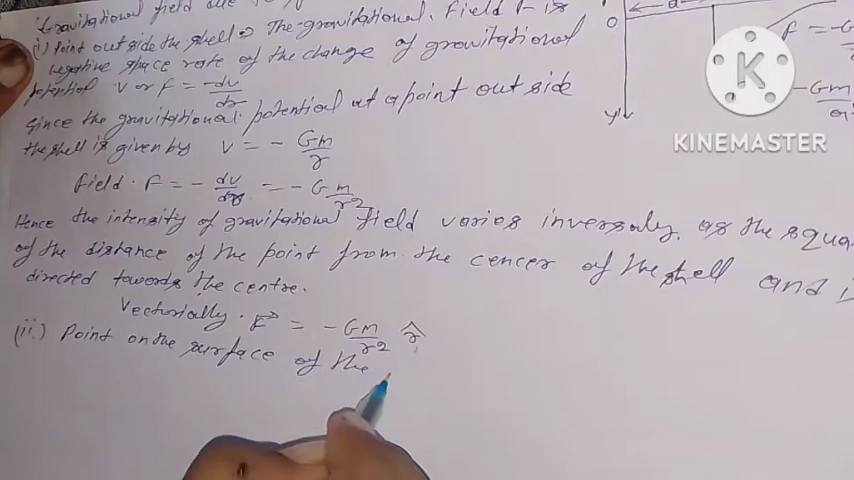 Gravitational field due to
(i) Point outside the shell → The gravitational. Field F is
negative space rate of the change of gravitational
potential V or F = -dv/dr
Since the gravitational potential at a point out side
the shell is given by V = - Gm/r
Field. F = - dv/dr = - G m/r2
Hence the intensity of gravitational field varies inversaly. as the squa
of the distance of the point from the cencer of the shell and i
directed towards the centre.
Vectorially. F→ = - Gm/r2 r̂
(ii.) Point on the surface of the
a
O
y'
F = -G
-Gm/a
K
KINEMASTER